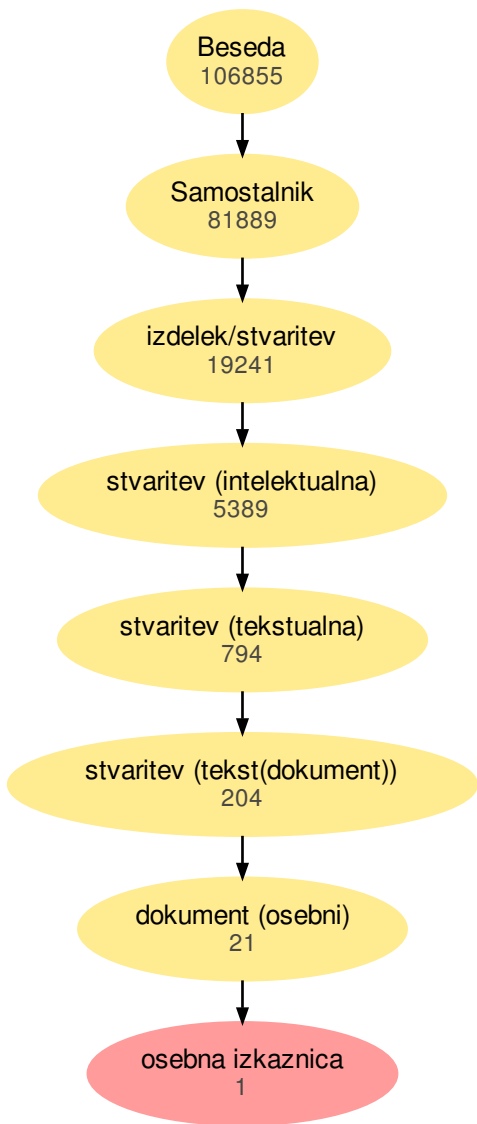 Beseda
106855
Samostalnik
81889
izdelek/stvaritev
19241
stvaritev (intelektualna)
5389
stvaritev (tekstualna)
794
stvaritev (tekst(dokument))
204
dokument (osebni)
21
osebna izkaznica
1